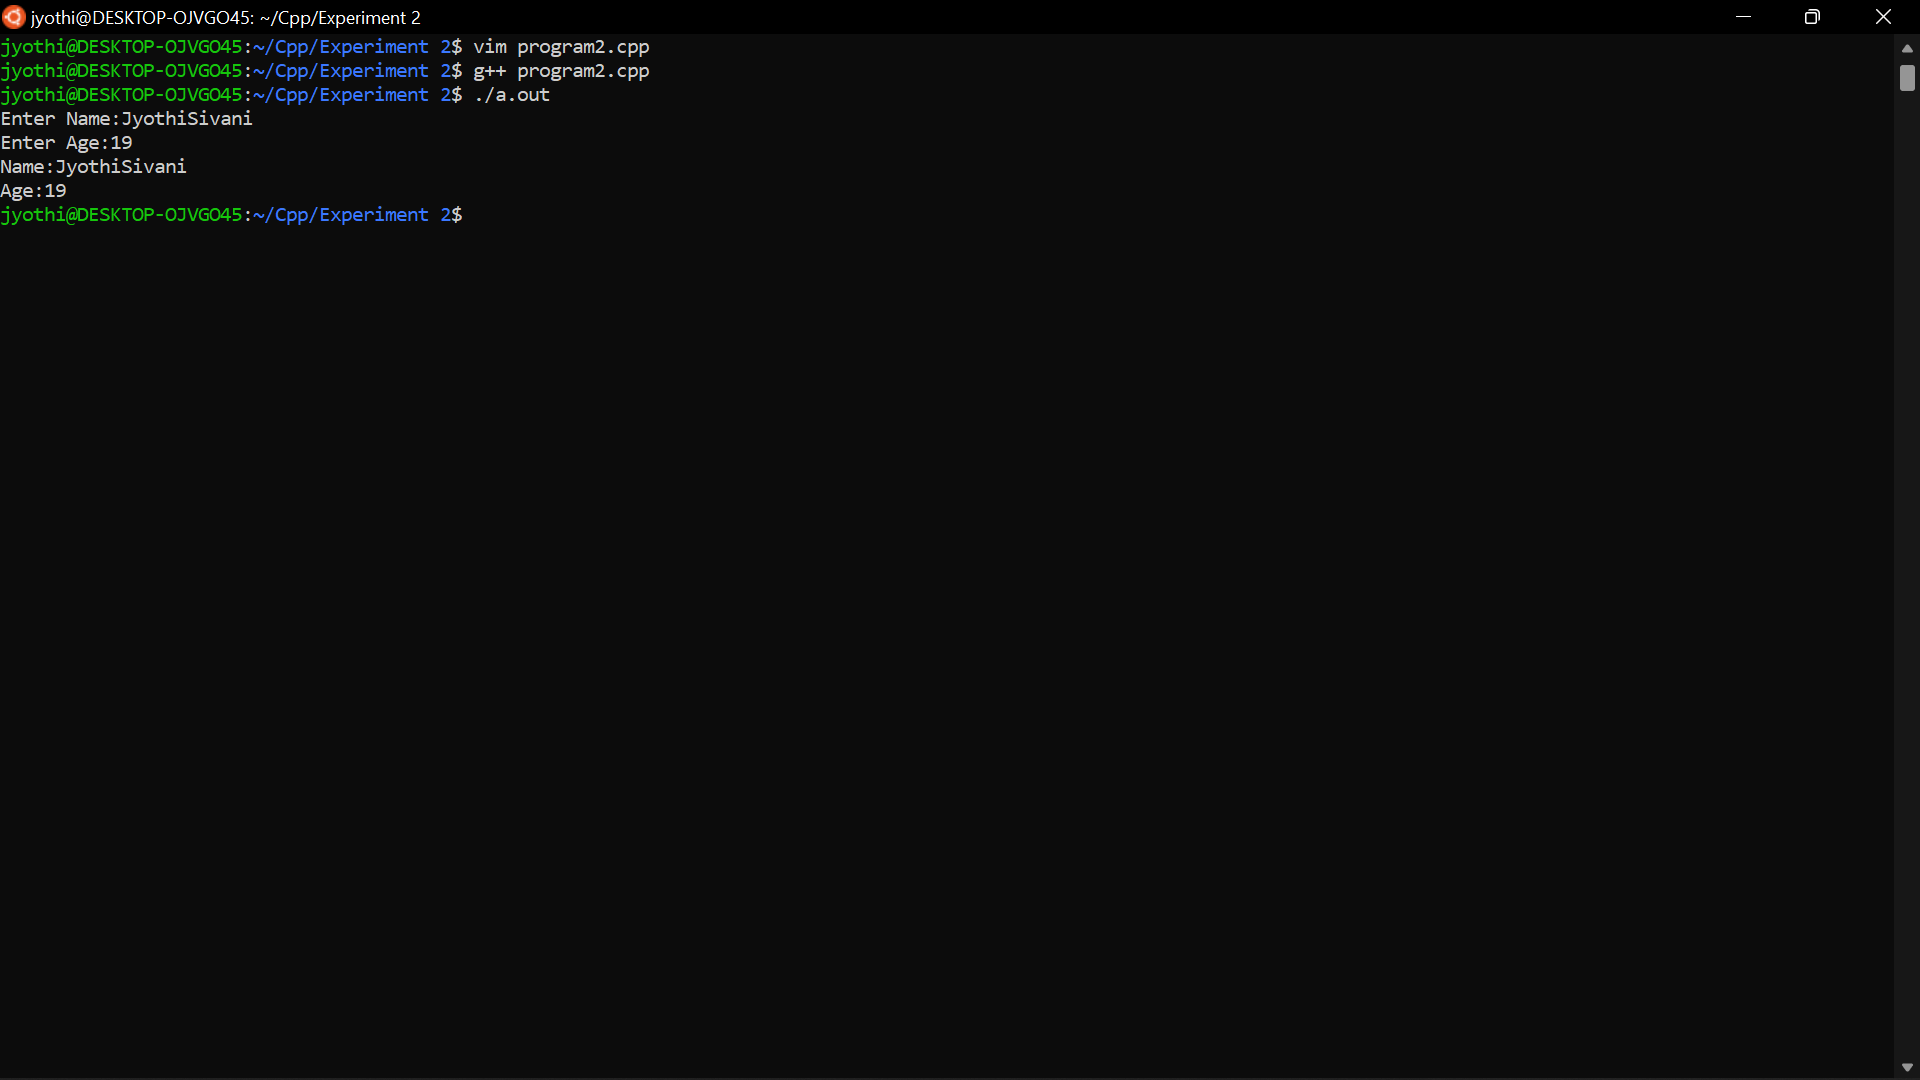 jyothi@DESKTOP-OJVGO45: ~/Cpp/Experiment 2
jyothi@DESKTOP-OJVGO45:~/Cpp/Experiment 2$ vim program2.cpp
jyothi@DESKTOP-OJVGO45:~/Cpp/Experiment 2$ g++ program2.cpp
jyothi@DESKTOP-OJVGO45:~/Cpp/Experiment 2$ ./a.out
Enter Name:JyothiSivani
Enter Age:19
Name:JyothiSivani
Age:19
jyothi@DESKTOP-OJVGO45:~/Cpp/Experiment 2$